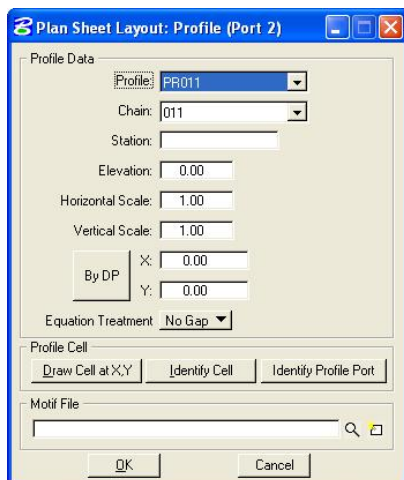 Plan Sheet Layout: Profile (Port 2)
Profile Data
Profile: PR011
Chain: 011
Station:
Elevation: 0.00
Horizontal Scale: 1.00
Vertical Scale: 1.00
By DP X: 0.00
Y: 0.00
Equation Treatment No Gap
Profile Cell
Draw Cell at X,Y Identify Cell Identify Profile Port
Motif File
OK Cancel